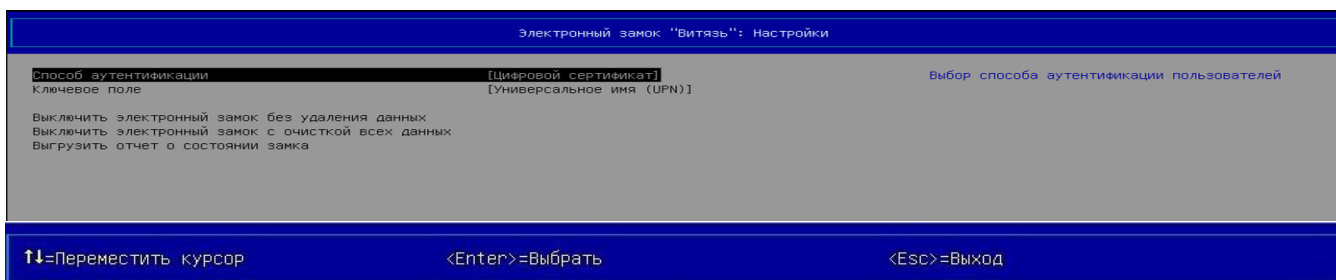 Электронный замок "Витязь": Настройки
Способ аутентификации [Цифровой сертификат] Выбор способа аутентификации пользователей
Ключевое поле [Универсальное имя (UPN)]
Выключить электронный замок без удаления данных
Выключить электронный замок с очисткой всех данных
Выгрузить отчет о состоянии замка
↑↓=Переместить курсор <Enter>=Выбрать <Esc>=Выход